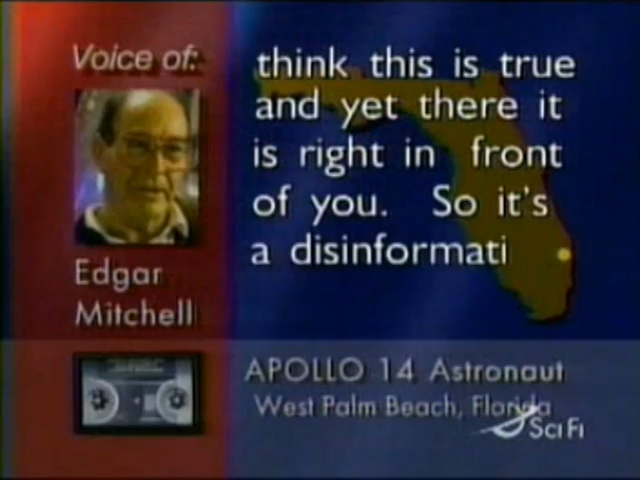 Voice of:
think this is true
and yet there it
is right in front
of you. So it's
a disinformati
Edgar
Mitchell
APOLLO 14 Astronaut
West Palm Beach, Florida
Sci Fi